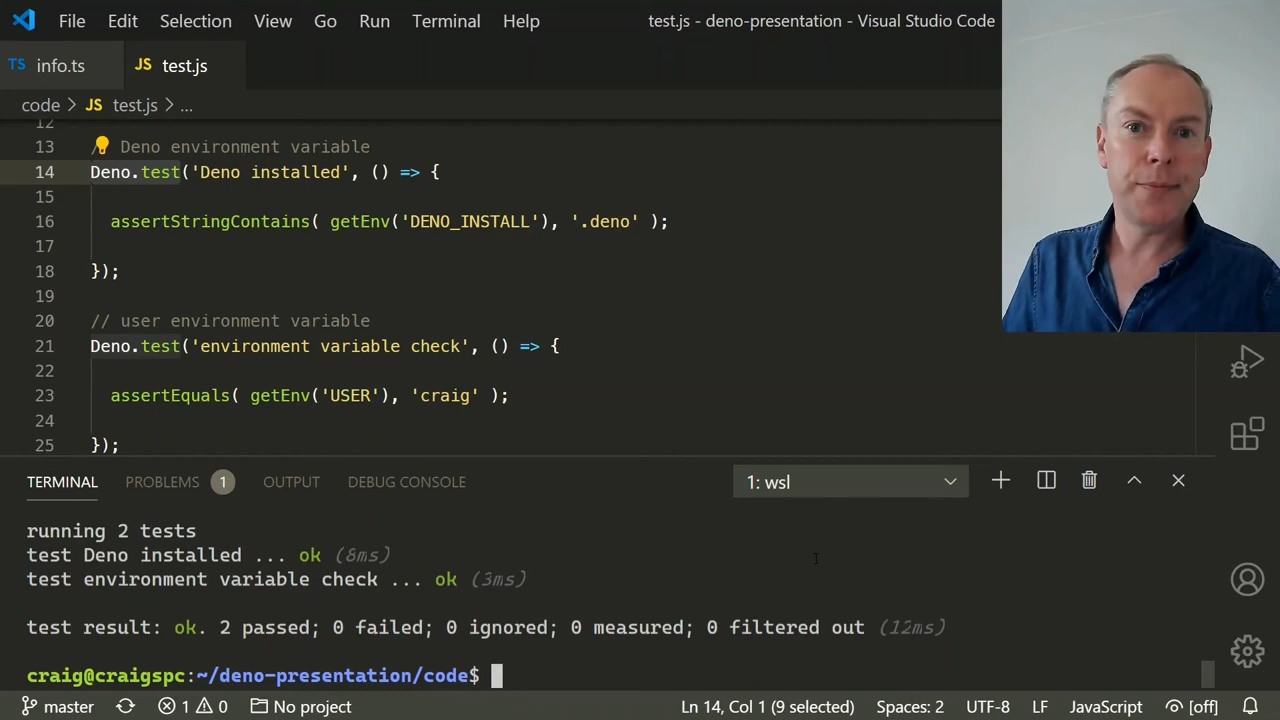 File Edit Selection View Go Run Terminal Help test.js - deno-presentation - Visual Studio Code
TS info.ts JS test.js
code > JS test.js > ...
12
13 Deno environment variable
14 Deno.test('Deno installed', () => {
15
16 assertStringContains( getEnv('DENO_INSTALL'), '.deno' );
17
18 });
19
20 // user environment variable
21 Deno.test('environment variable check', () => {
22
23 assertEquals( getEnv('USER'), 'craig' );
24
25 });
TERMINAL PROBLEMS 1 OUTPUT DEBUG CONSOLE 1: wsl
running 2 tests
test Deno installed ... ok (8ms)
test environment variable check ... ok (3ms)
test result: ok. 2 passed; 0 failed; 0 ignored; 0 measured; 0 filtered out (12ms)
craig@craigspc:~/deno-presentation/code$
master 1 0 No project Ln 14, Col 1 (9 selected) Spaces: 2 UTF-8 LF JavaScript [off]